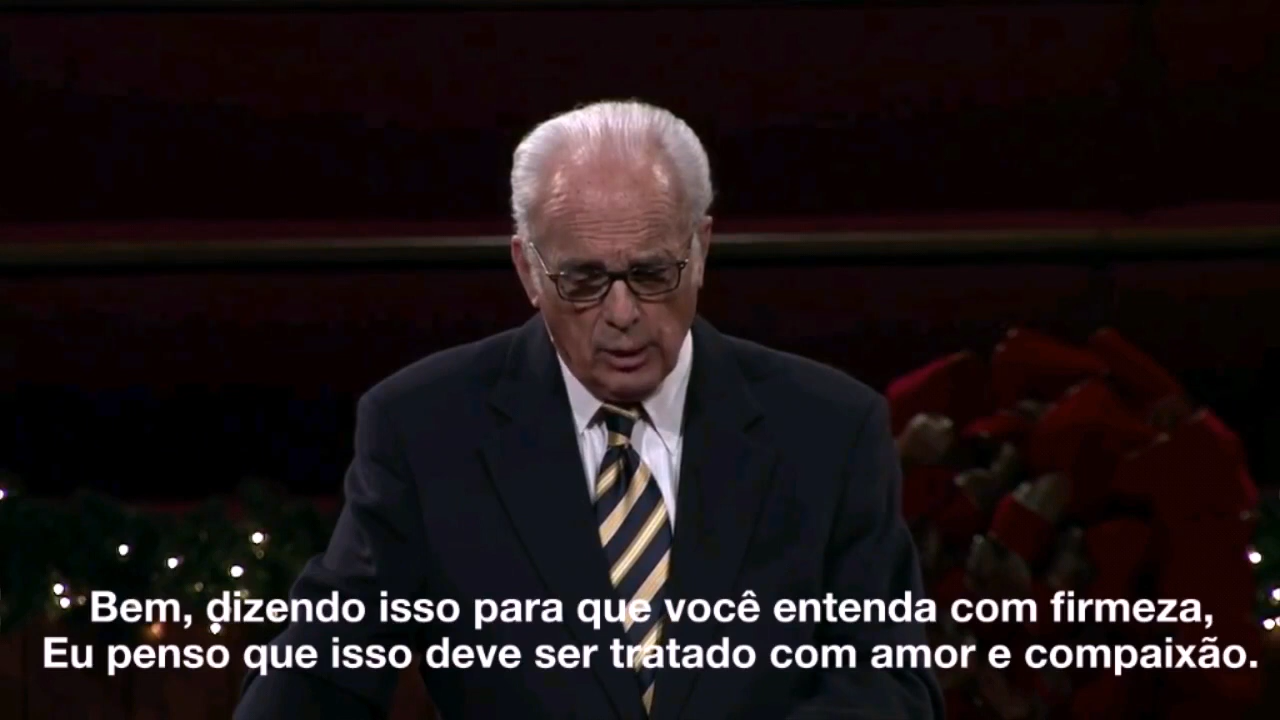 Bem, dizendo isso para que você entenda com firmeza,
Eu penso que isso deve ser tratado com amor e compaixão.